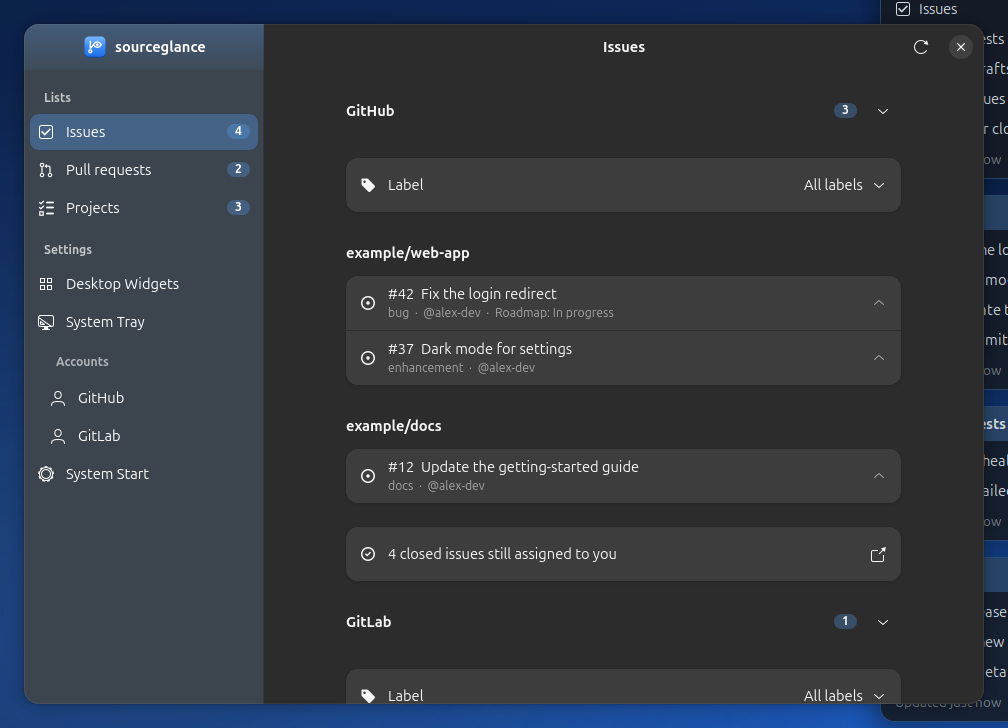 sourceglance
Lists
Issues 4
Pull requests 2
Projects 3
Settings
Desktop Widgets
System Tray
Accounts
GitHub
GitLab
System Start
Issues
GitHub 3
Label All labels
example/web-app
#42 Fix the login redirect
bug · @alex-dev · Roadmap: In progress
#37 Dark mode for settings
enhancement · @alex-dev
example/docs
#12 Update the getting-started guide
docs · @alex-dev
4 closed issues still assigned to you
GitLab 1
Label All labels
Issues
Updated just now